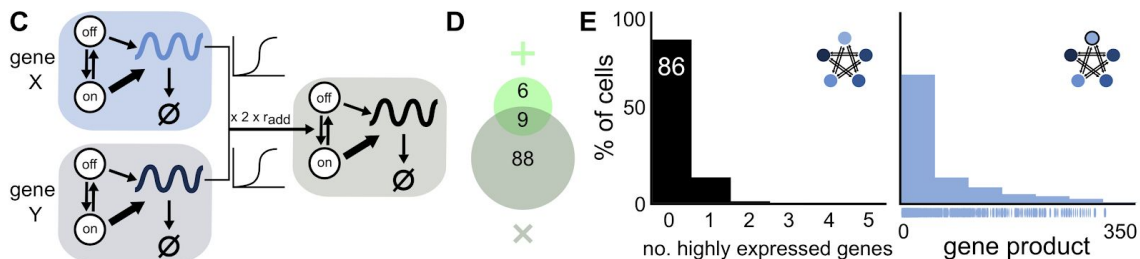 C
gene
X
off
on
Ø
gene
Y
off
on
Ø
x 2 x radd
off
on
Ø
D
+
6
9
88
×
E
% of cells
100
50
0
86
0 1 2 3 4 5
no. highly expressed genes
0
350
gene product